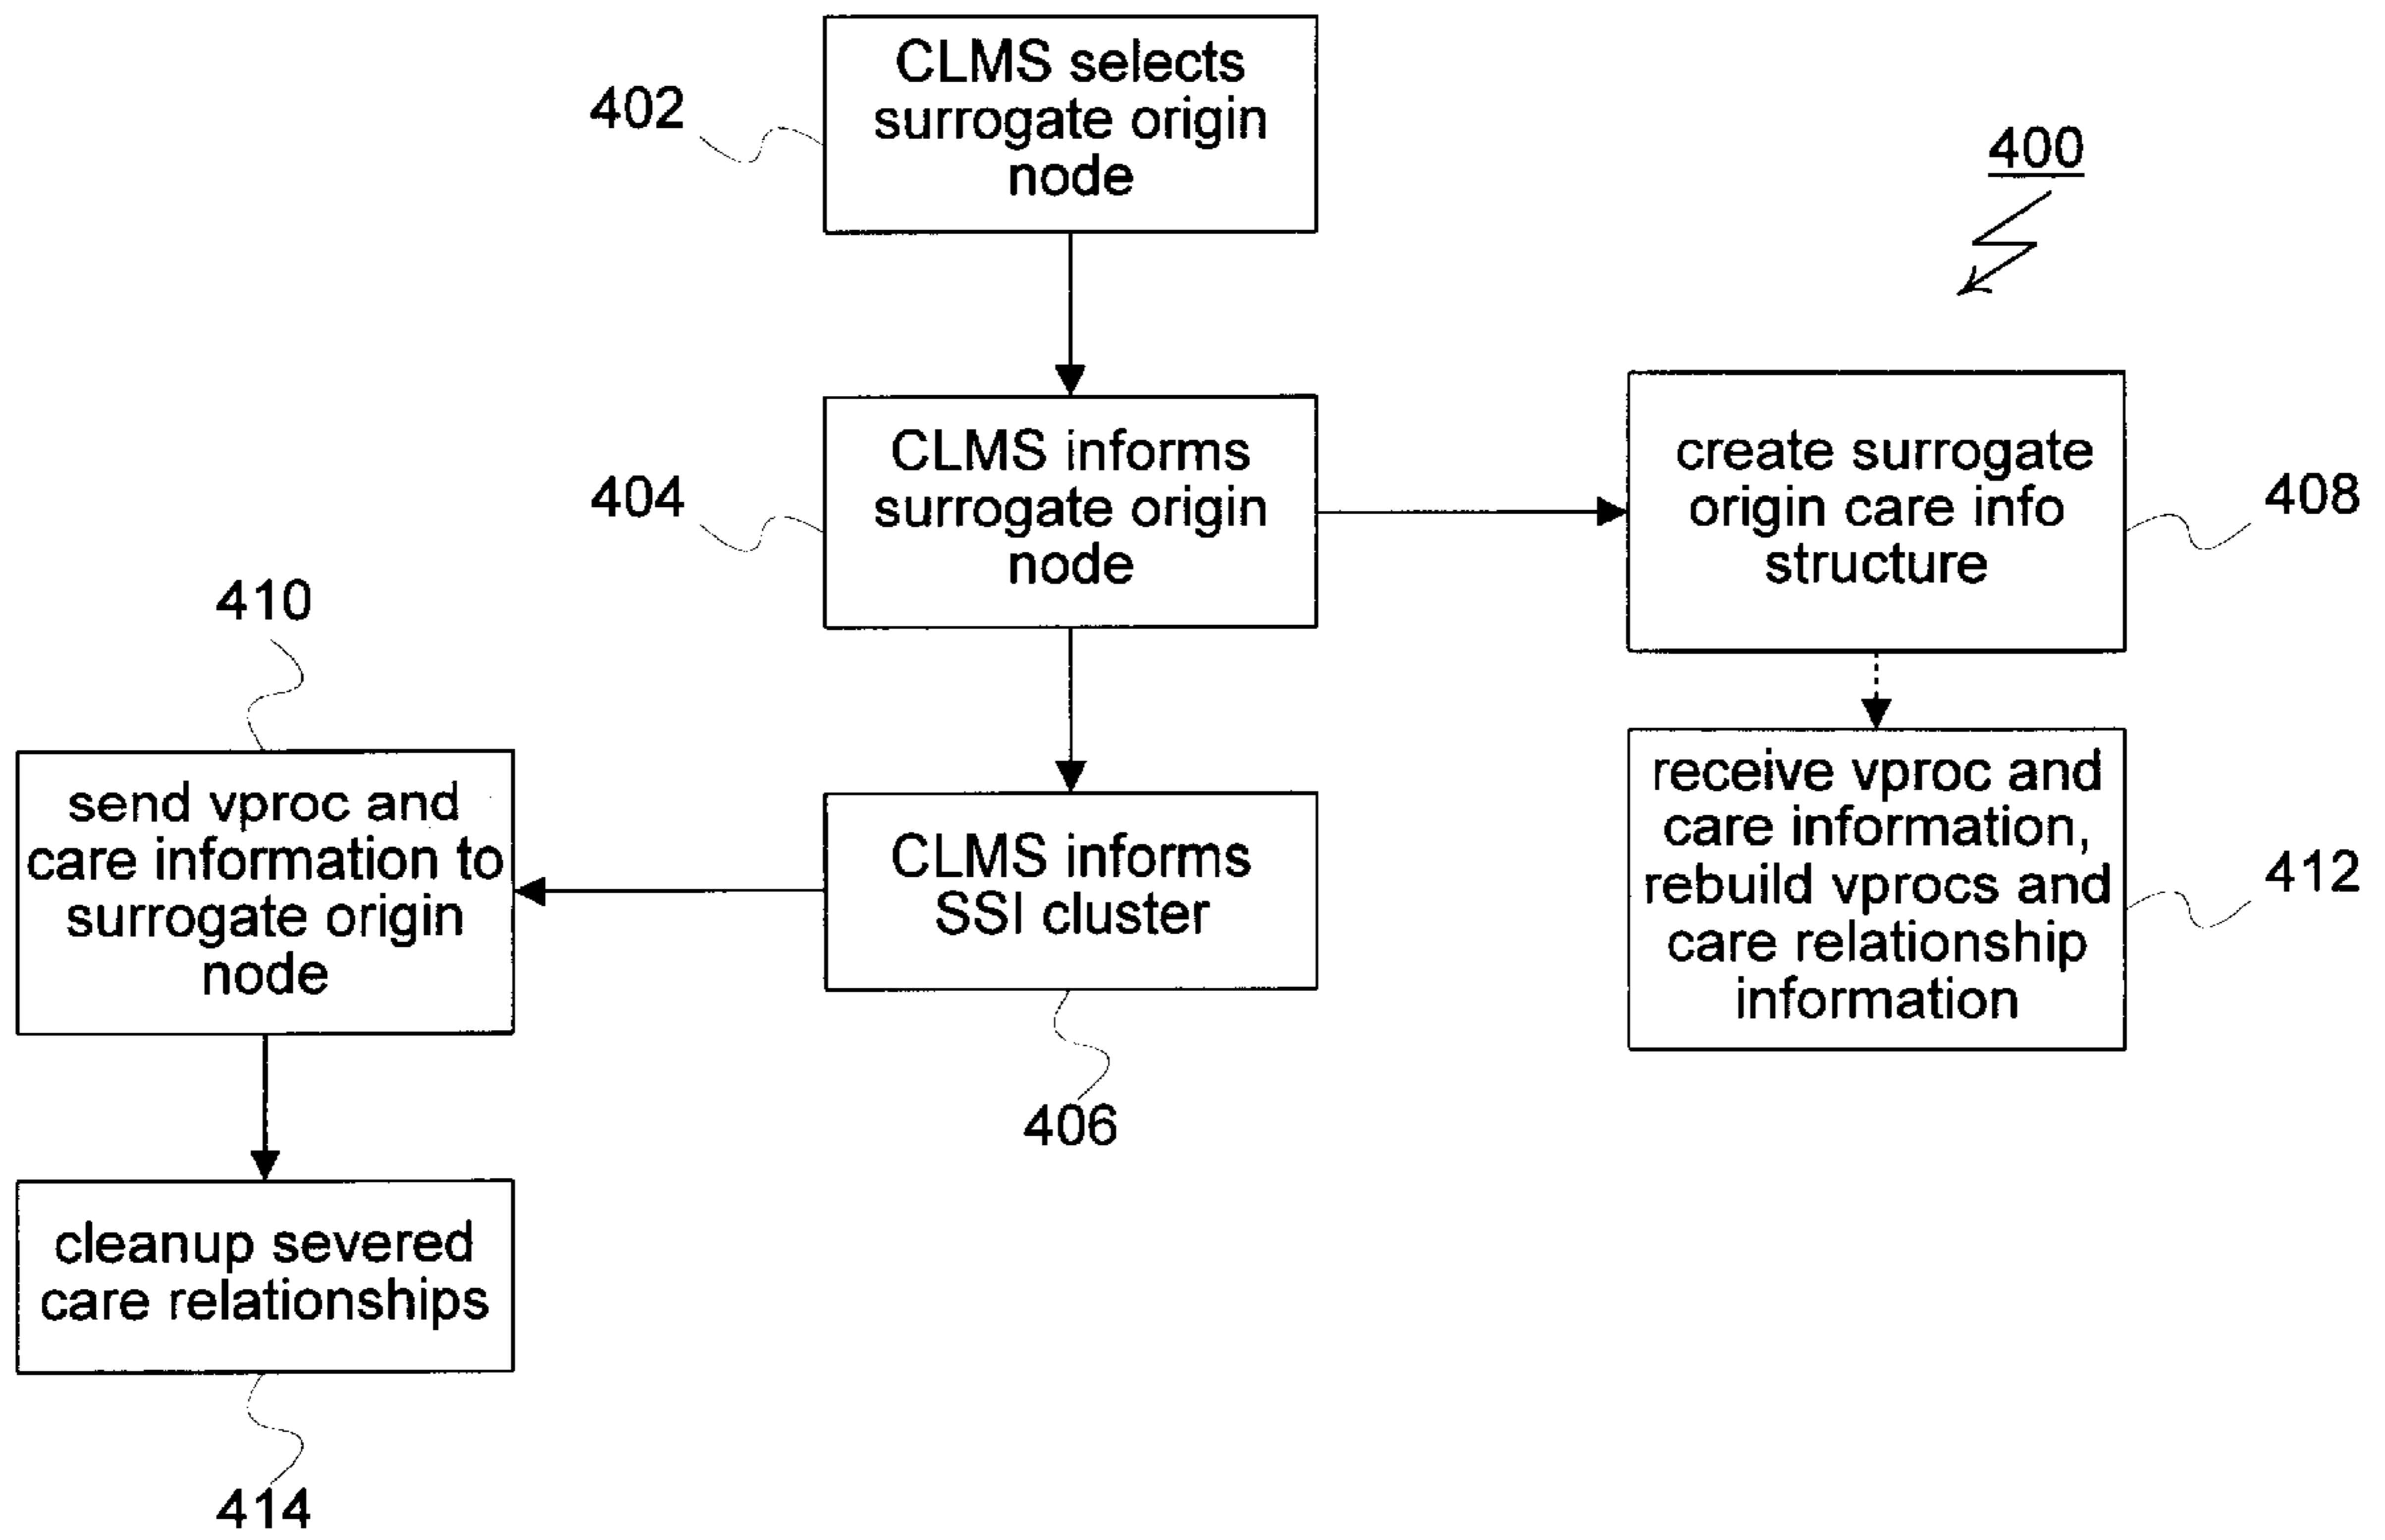 402
CLMS selects
surrogate origin
node
400
404
CLMS informs
surrogate origin
node
create surrogate
origin care info
structure
408
410
send vproc and
care information to
surrogate origin
node
CLMS informs
SSI cluster
406
receive vproc and
care information,
rebuild vprocs and
care relationship
information
412
cleanup severed
care relationships
414